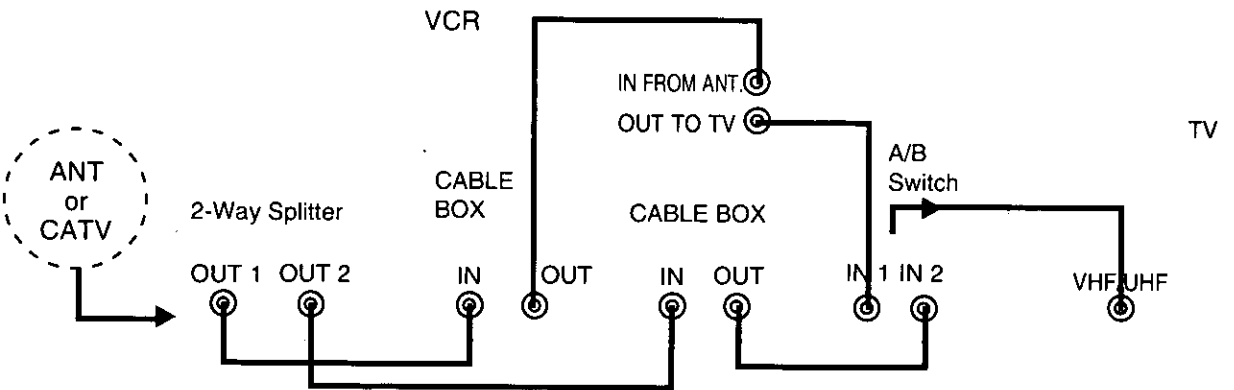 VCR
IN FROM ANT.
OUT TO TV
TV
ANT
or
CATV
2-Way Splitter
CABLE
BOX
CABLE BOX
A/B
Switch
OUT 1 OUT 2
IN OUT
IN OUT
IN 1 IN 2
VHF/UHF